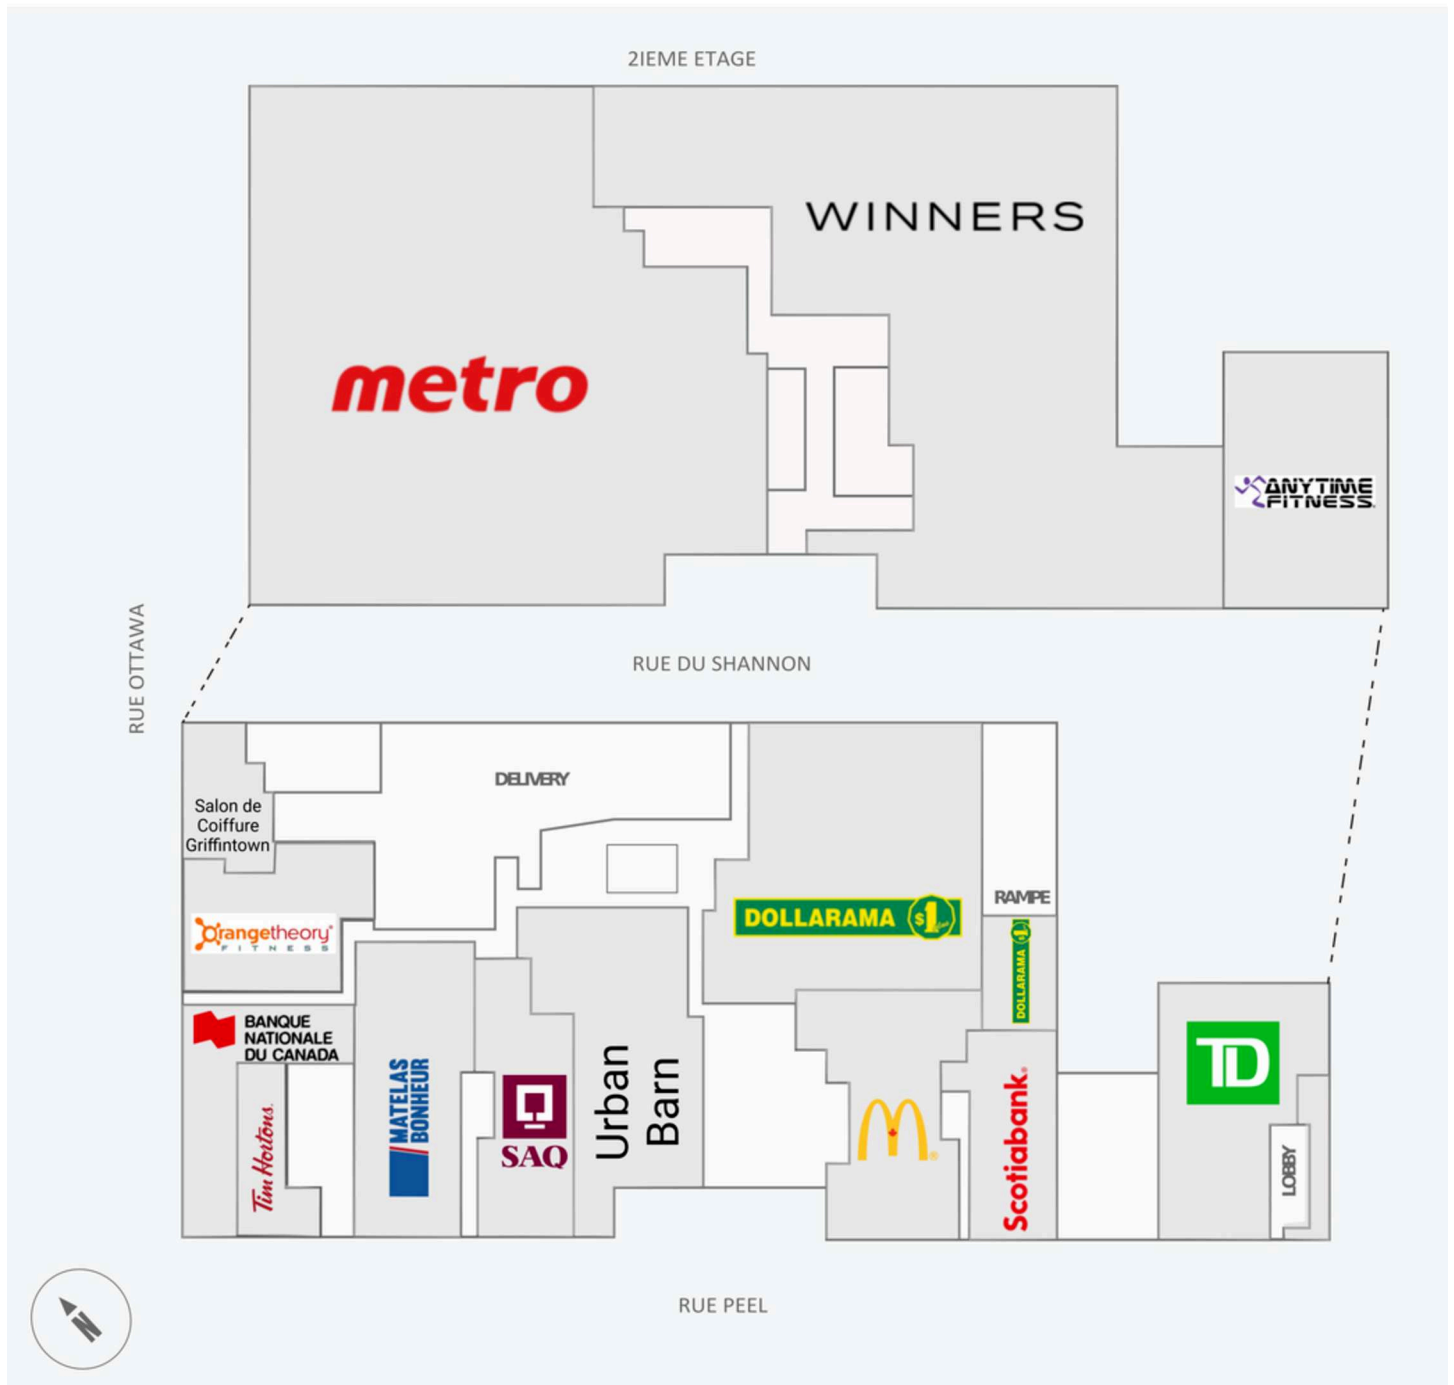 2IEME ETAGE
WINNERS
metro
ANYTIME
FITNESS
RUE OTTAWA
RUE DU SHANNON
DELIVERY
Salon de
Coiffure
Griffintown
orangetheory
FITNESS
DOLLARAMA $1
RAMPE
DOLLARAMA
BANQUE
NATIONALE
DU CANADA
Tim Hortons.
MATELAS
BONHEUR
SAQ
Urban
Barn
Scotiabank
TD
LOBBY
RUE PEEL
N